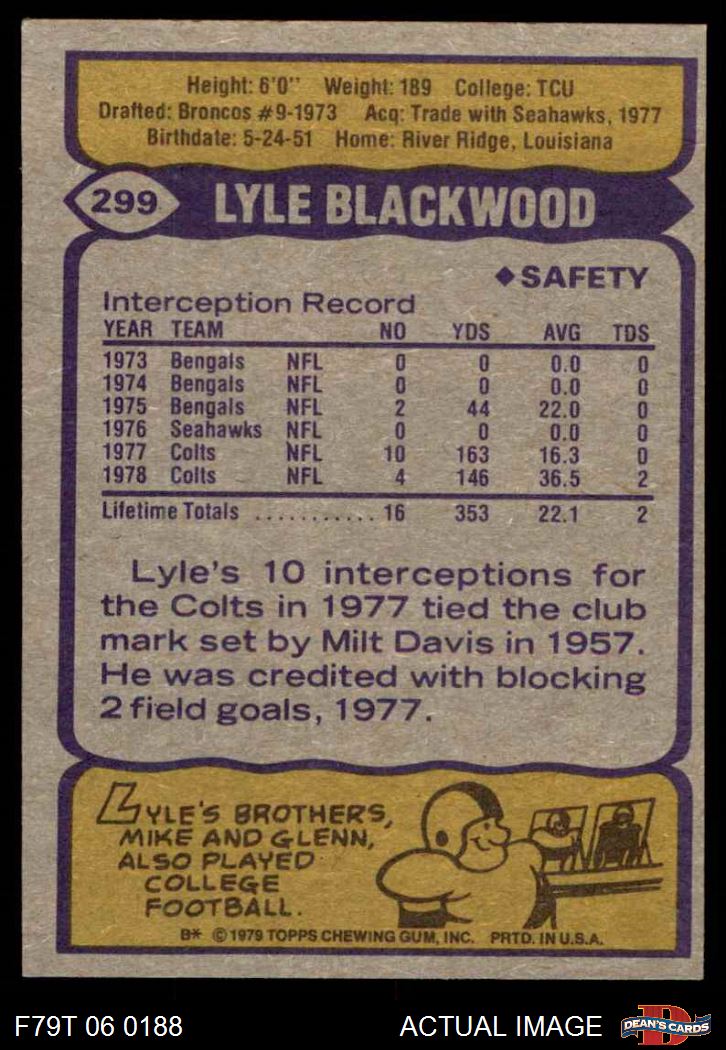 Height: 6'0" Weight: 189 College: TCU
Drafted: Broncos #9-1973 Acq: Trade with Seahawks, 1977
Birthdate: 5-24-51 Home: River Ridge, Louisiana
299 LYLE BLACKWOOD
◆SAFETY
Interception Record
YEAR TEAM NO YDS AVG TDS
1973 Bengals NFL 0 0 0.0 0
1974 Bengals NFL 0 0 0.0 0
1975 Bengals NFL 2 44 22.0 0
1976 Seahawks NFL 0 0 0.0 0
1977 Colts NFL 10 163 16.3 0
1978 Colts NFL 4 146 36.5 2
Lifetime Totals ........... 16 353 22.1 2
Lyle's 10 interceptions for
the Colts in 1977 tied the club
mark set by Milt Davis in 1957.
He was credited with blocking
2 field goals, 1977.
LYLE'S BROTHERS,
MIKE AND GLENN,
ALSO PLAYED
COLLEGE
FOOTBALL.
B* ©1979 TOPPS CHEWING GUM, INC. PRTD. IN U.S.A.
F79T 06 0188 ACTUAL IMAGE D DEAN'S CARDS